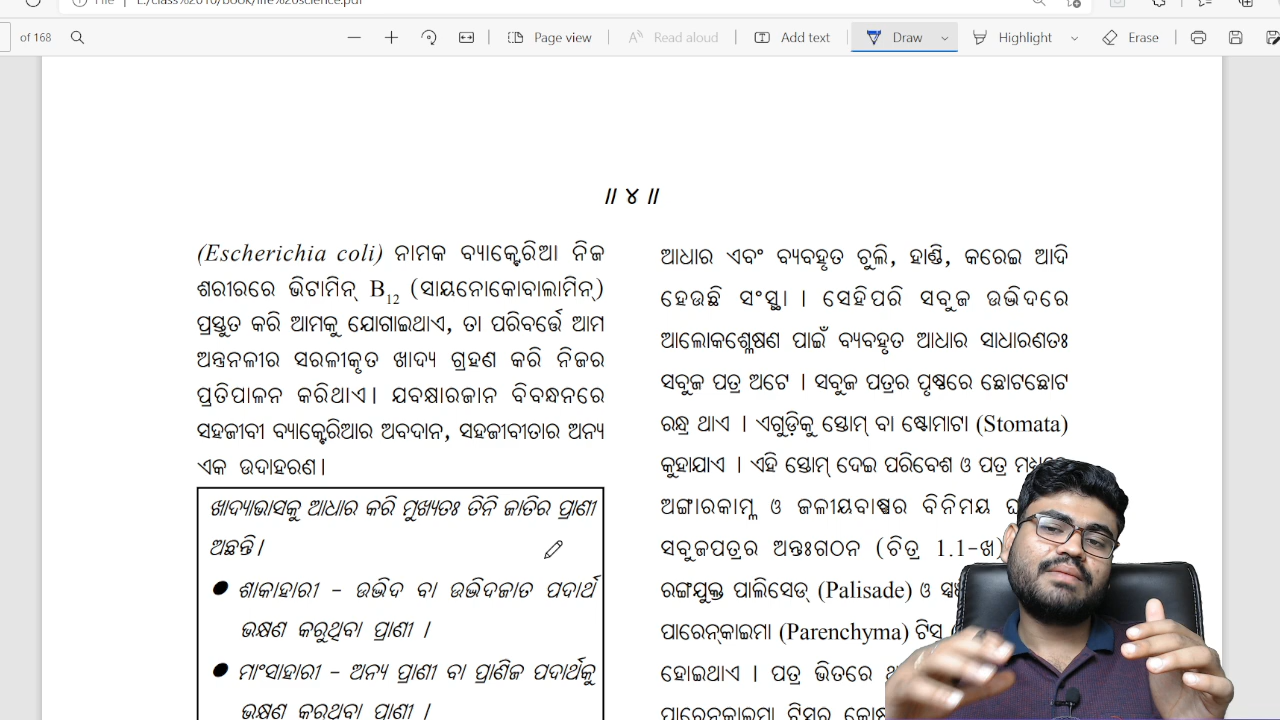 of 168
Page view
Read aloud
Add text
Draw
Highlight
Erase
॥ ୪ ॥
(Escherichia coli) ନାମକ ବ୍ୟାକ୍ଟେରିଆ ନିଜ
ଶରୀରରେ ଭିଟାମିନ୍ B12 (ସାୟନୋକୋବାଲାମିନ୍)
ପ୍ରସ୍ତୁତ କରି ଆମକୁ ଯୋଗାଇଥାଏ, ତା ପରିବର୍ତ୍ତେ ଆମ
ଅନ୍ତ୍ରନଳୀର ସରଳୀକୃତ ଖାଦ୍ୟ ଗ୍ରହଣ କରି ନିଜର
ପ୍ରତିପାଳନ କରିଥାଏ। ଯବକ୍ଷାରଜାନ ବିବନ୍ଧନରେ
ସହଜୀବୀ ବ୍ୟାକ୍ଟେରିଆର ଅବଦାନ, ସହଜୀବୀତାର ଅନ୍ୟ
ଏକ ଉଦାହରଣ।
ଖାଦ୍ୟାଭାସକୁ ଆଧାର କରି ମୁଖ୍ୟତଃ ତିନି ଜାତିର ପ୍ରାଣୀ
ଅଛନ୍ତି।
● ଶାକାହାରୀ – ଉଦ୍ଭିଦ ବା ଉଦ୍ଭିଦଜାତ ପଦାର୍ଥ
ଭକ୍ଷଣ କରୁଥିବା ପ୍ରାଣୀ ।
● ମାଂସାହାରୀ – ଅନ୍ୟ ପ୍ରାଣୀ ବା ପ୍ରାଣିଜ ପଦାର୍ଥକୁ
ଭକ୍ଷଣ କରୁଥିବା ପ୍ରାଣୀ ।
ଆଧାର ଏବଂ ବ୍ୟବହୃତ ଚୁଲି, ହାଣ୍ଡି, କରେଇ ଆଦି
ହେଉଛି ସଂସ୍ଥା । ସେହିପରି ସବୁଜ ଉଦ୍ଭିଦରେ
ଆଲୋକଶ୍ଳେଷଣ ପାଇଁ ବ୍ୟବହୃତ ଆଧାର ସାଧାରଣତଃ
ସବୁଜ ପତ୍ର ଅଟେ । ସବୁଜ ପତ୍ରର ପୃଷ୍ଠରେ ଛୋଟଛୋଟ
ରନ୍ଧ୍ର ଥାଏ । ଏଗୁଡ଼ିକୁ ସ୍ତୋମ୍ ବା ଷ୍ଟୋମାଟା (Stomata)
କୁହାଯାଏ । ଏହି ସ୍ତୋମ୍ ଦେଇ ପରିବେଶ ଓ ପତ୍ର
ଅଙ୍ଗାରକାମ୍ଳ ଓ ଜଳୀୟବାଷ୍ପର ବିନିମୟ
ସବୁଜପତ୍ରର ଅନ୍ତଃଗଠନ (ଚିତ୍ର 1.1-ଖ)
ରଙ୍ଗଯୁକ୍ତ ପାଲିସେଡ୍ (Palisade) ଓ
ପାରେନ୍‌କାଇମା (Parenchyma) ଟିସୁ
ହୋଇଥାଏ । ପତ୍ର ଭିତରେ
ପାରେନକାଇମା ଟିସୁର